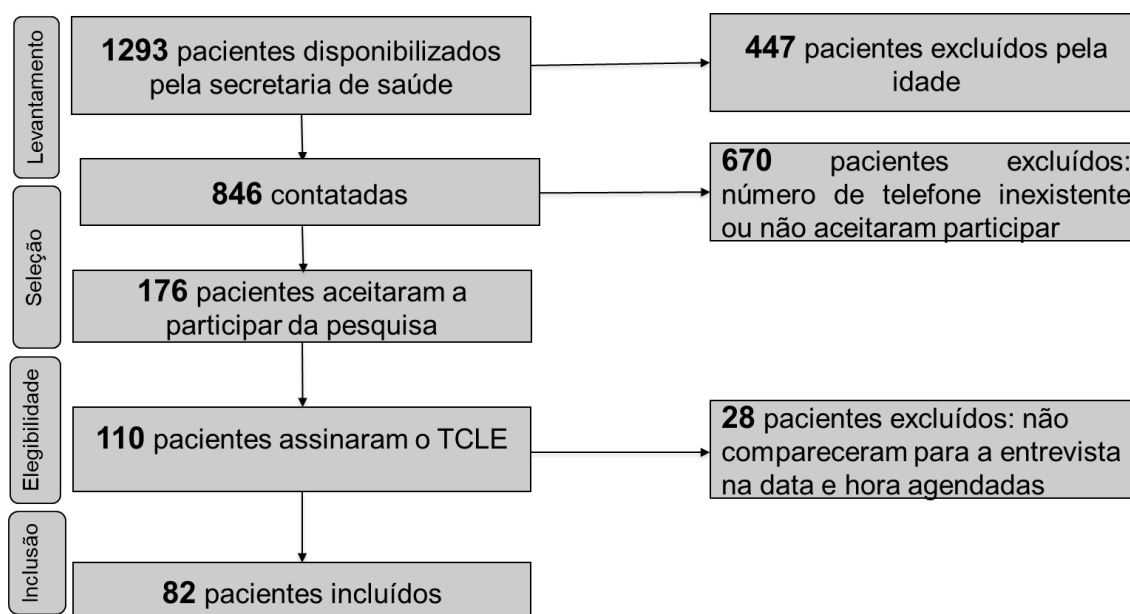 Levantamento
1293 pacientes disponibilizados
pela secretaria de saúde
447 pacientes excluídos pela
idade
Seleção
846 contatadas
670 pacientes excluídos:
número de telefone inexistente
ou não aceitaram participar
176 pacientes aceitaram a
participar da pesquisa
Elegibilidade
110 pacientes assinaram o TCLE
28 pacientes excluídos: não
compareceram para a entrevista
na data e hora agendadas
Inclusão
82 pacientes incluídos